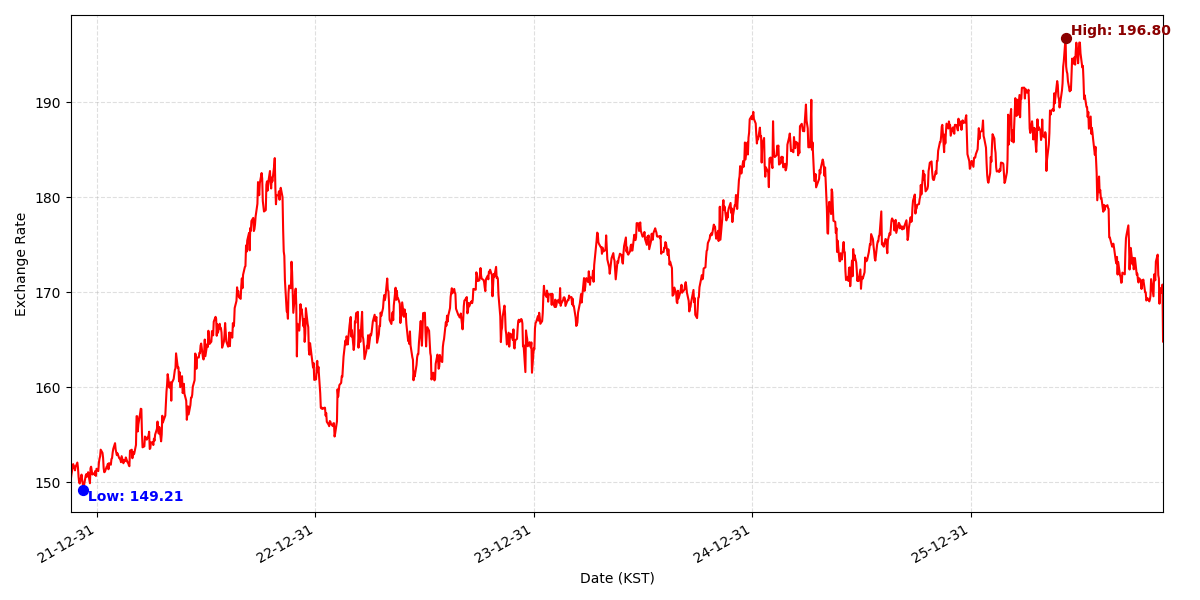 High: 196.80
190
180
170
160
150
Exchange Rate
Low: 149.21
21-12-31
22-12-31
23-12-31
24-12-31
25-12-31
Date (KST)